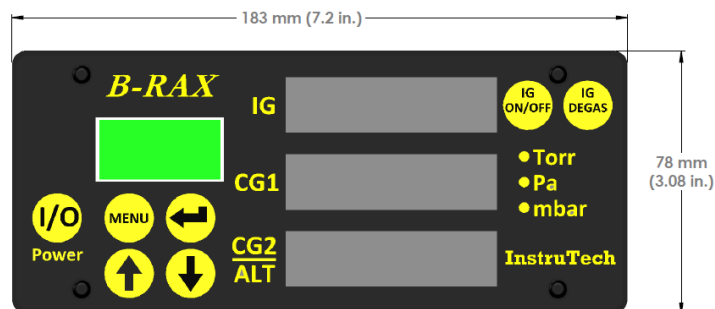 183 mm (7.2 in.)
B-RAX
IG
IG
ON/OFF
IG
DEGAS
CG1
Torr
Pa
mbar
78 mm
(3.08 in.)
I/O
Power
MENU
CG2
ALT
InstruTech